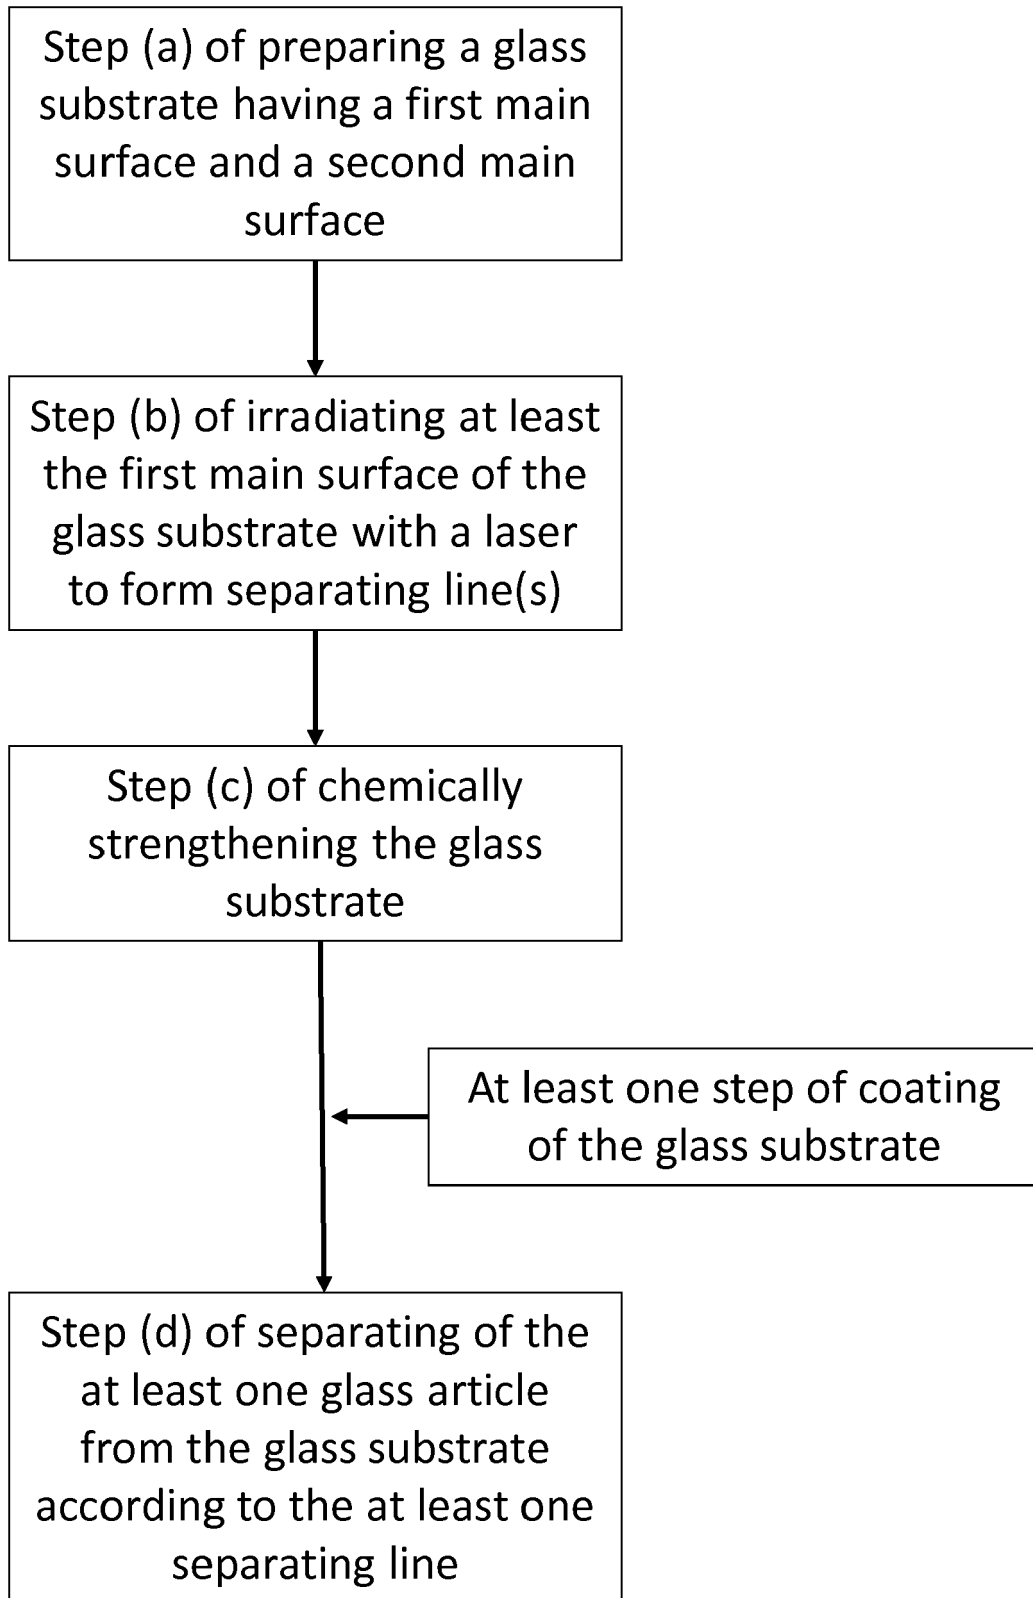 Step (a) of preparing a glass
substrate having a first main
surface and a second main
surface
Step (b) of irradiating at least
the first main surface of the
glass substrate with a laser
to form separating line(s)
Step (c) of chemically
strengthening the glass
substrate
At least one step of coating
of the glass substrate
Step (d) of separating of the
at least one glass article
from the glass substrate
according to the at least one
separating line